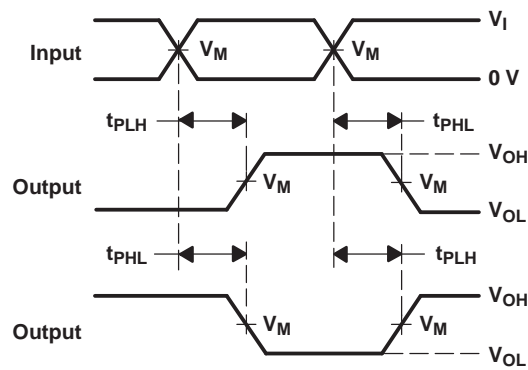 V_I
Input V_M V_M
0 V
t_PLH t_PHL
V_OH
Output V_M V_M
V_OL
t_PHL t_PLH
V_OH
Output V_M V_M
V_OL